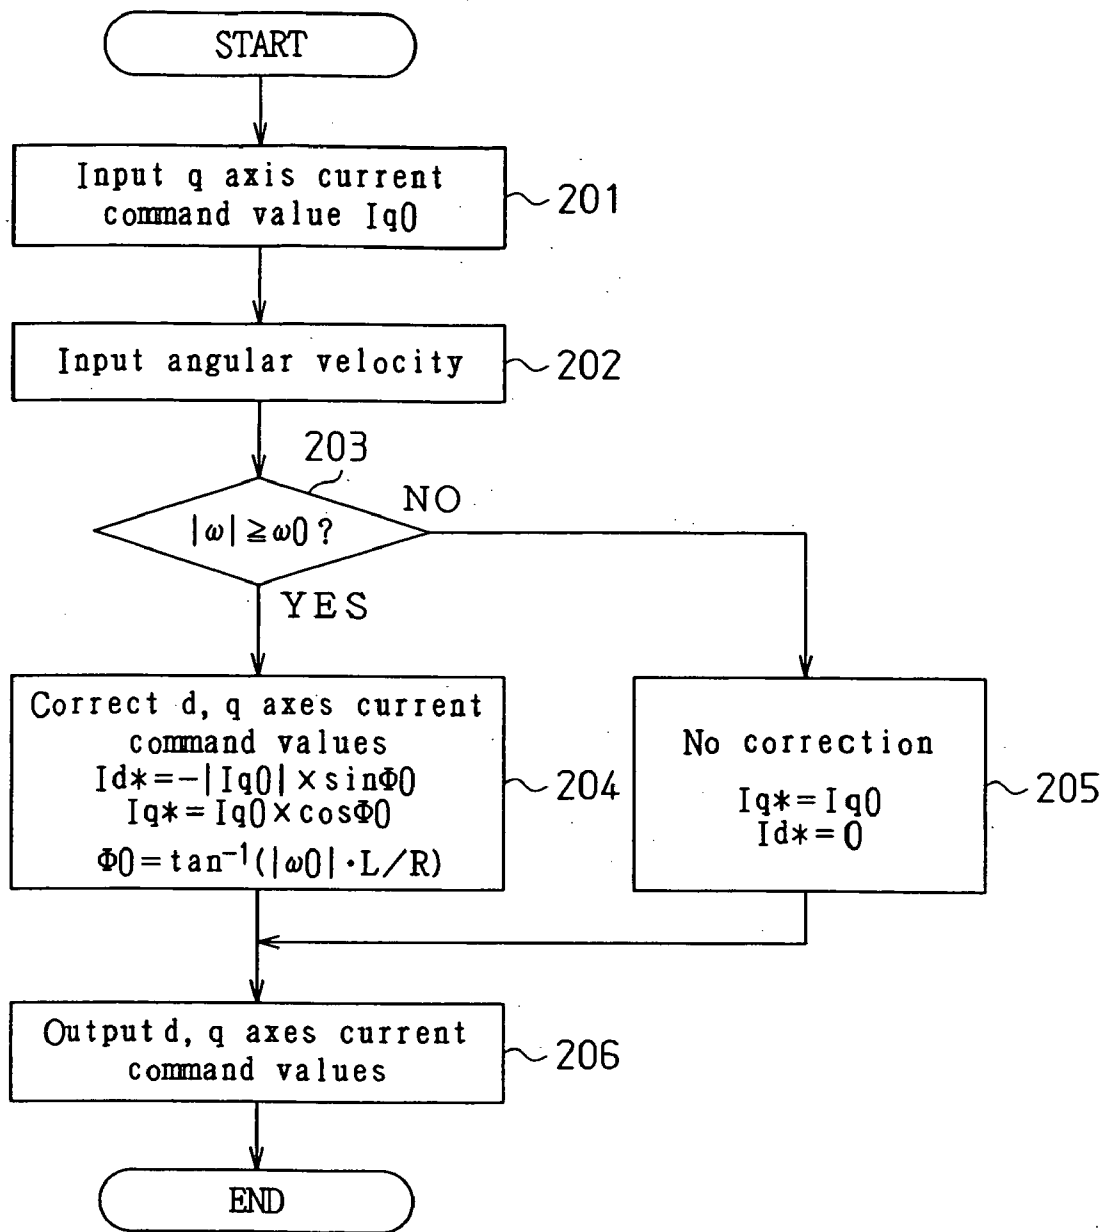 START
Input q axis current
command value Iq0
201
Input angular velocity
202
203
|ω|≧ω0?
NO
YES
Correct d, q axes current
command values
Id*=-|Iq0|×sinΦ0
Iq*=Iq0×cosΦ0
Φ0=tan⁻¹(|ω0|·L/R)
204
No correction
Iq*=Iq0
Id*=0
205
Output d, q axes current
command values
206
END